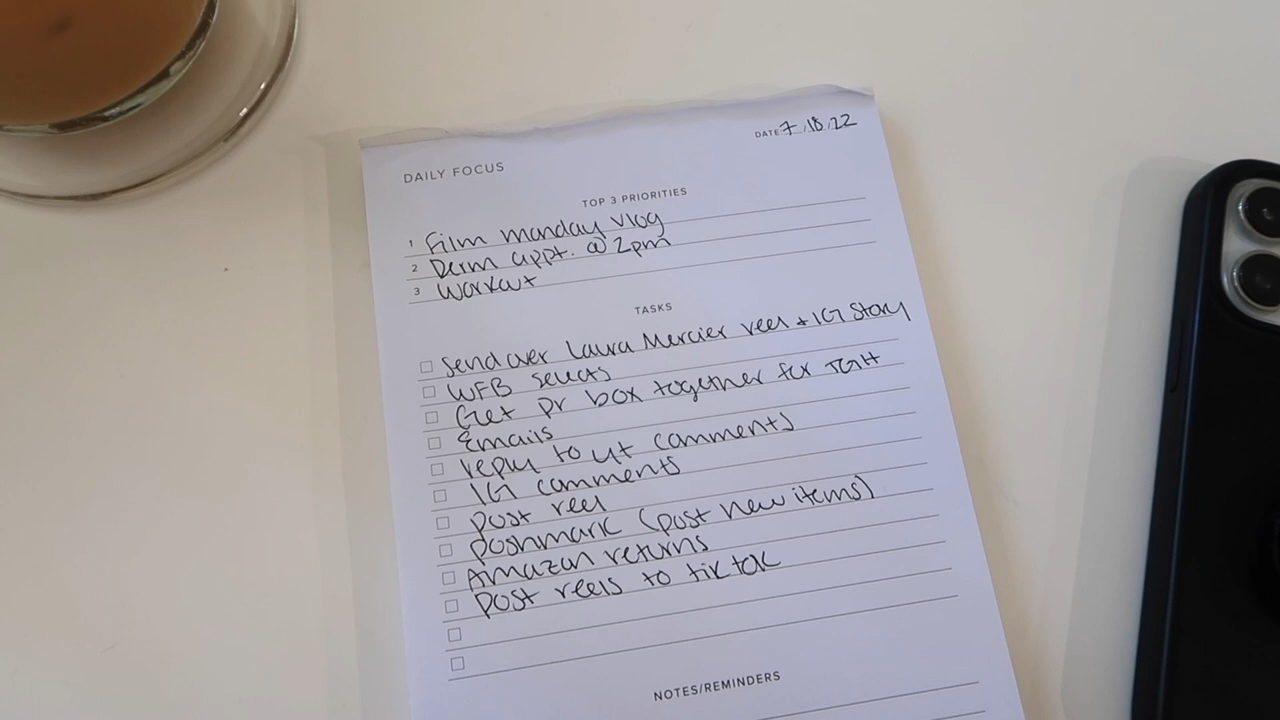 DAILY FOCUS
DATE: 7.18.22
TOP 3 PRIORITIES
1 Film monday vlog
2 Derm appt. @ 2pm
3 Workout
TASKS
Send over Laura Mercier reel + IG Story
WFB selects
Get pr box together for TGH
Emails
reply to yt comments
IG comments
post reel
poshmark (post new items)
Amazon returns
post reels to tik tok
NOTES/REMINDERS